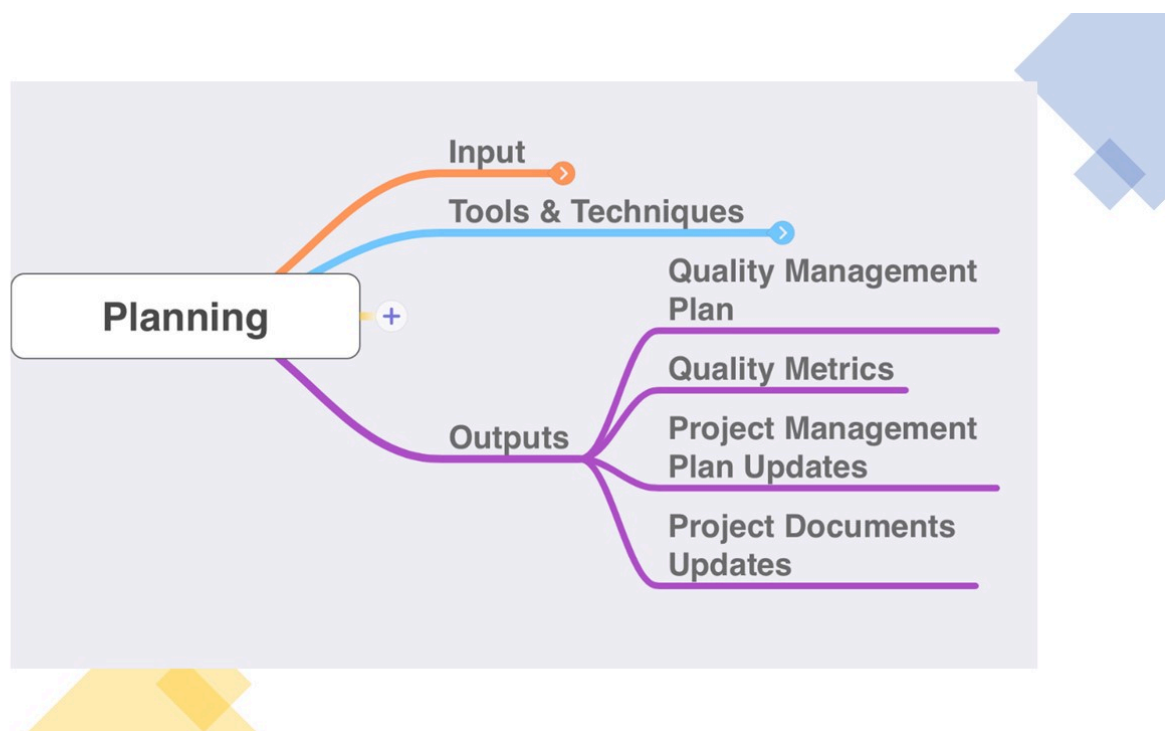 Input
Tools & Techniques
Planning
Outputs
Quality Management
Plan
Quality Metrics
Project Management
Plan Updates
Project Documents
Updates